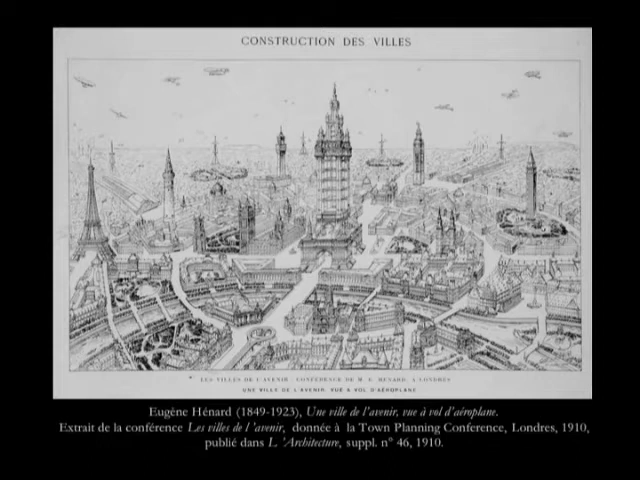 CONSTRUCTION DES VILLES
LES VILLES DE L'AVENIR CONFÉRENCE DE M. E. HÉNARD, A LONDRES
UNE VILLE DE L'AVENIR, VUE A VOL D'AÉROPLANE
Eugène Hénard (1849-1923), Une ville de l'avenir, vue à vol d'aéroplane.
Extrait de la conférence Les villes de l 'avenir, donnée à la Town Planning Conference, Londres, 1910,
publié dans L 'Architecture, suppl. n° 46, 1910.